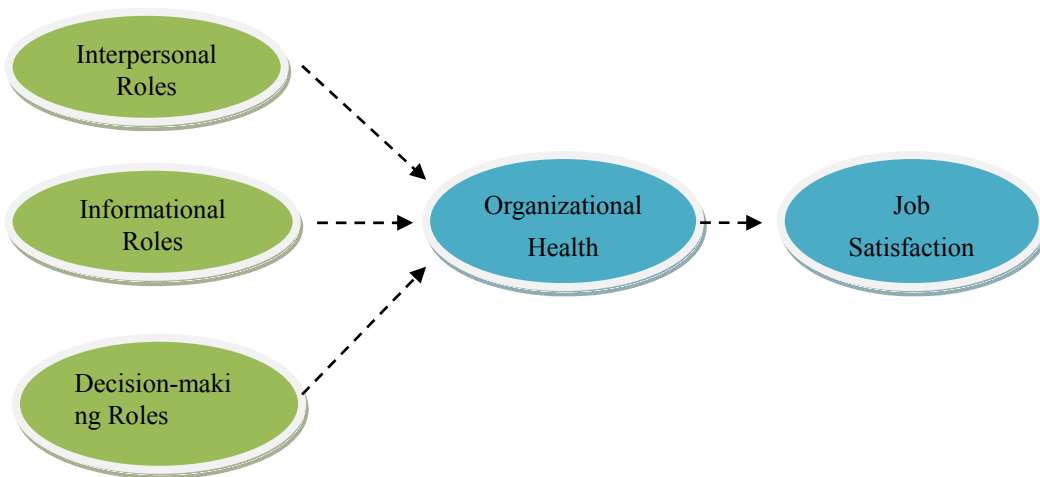 Interpersonal
Roles
Informational
Roles
Decision-maki
ng Roles
Organizational
Health
Job
Satisfaction